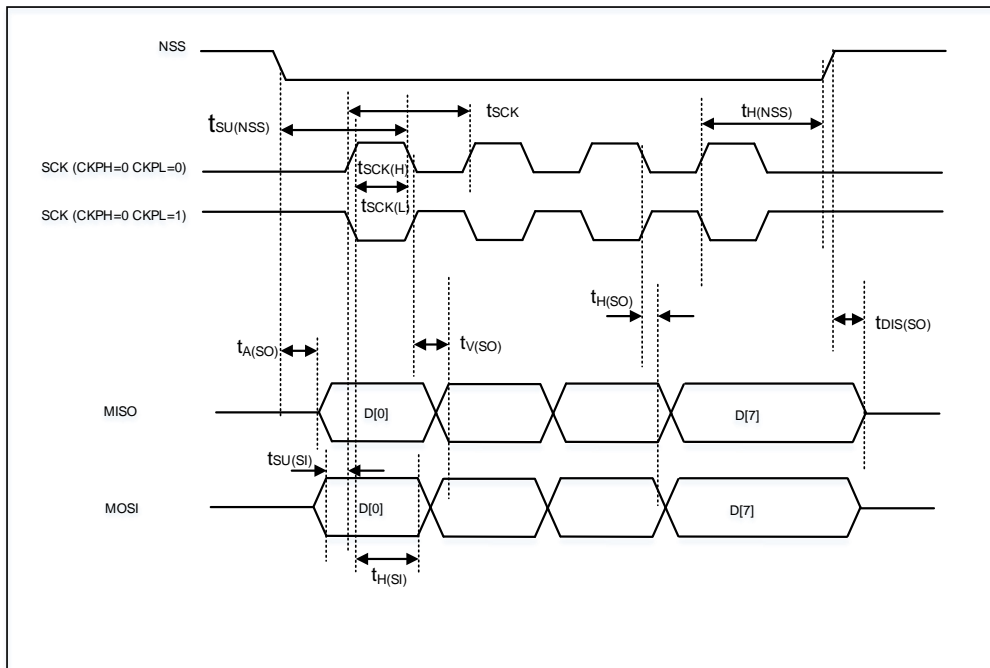 NSS
tSCK
tH(NSS)
tSU(NSS)
SCK (CKPH=0 CKPL=0)
tSCK(H)
tSCK(L)
SCK (CKPH=0 CKPL=1)
tH(SO)
tDIS(SO)
tA(SO)
tV(SO)
MISO
D[0]
D[7]
tSU(SI)
MOSI
D[0]
D[7]
tH(SI)